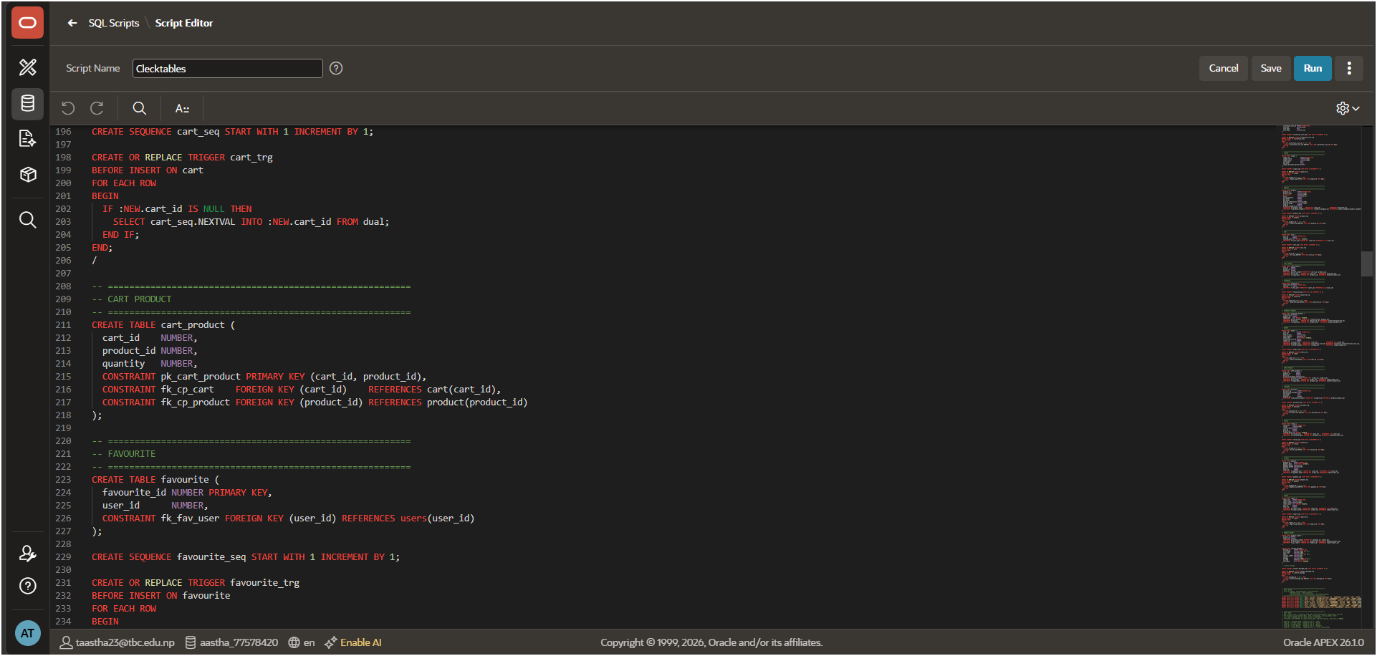 SQL Scripts \ Script Editor
Script Name Clecktables ? Cancel Save Run
A::
196 CREATE SEQUENCE cart_seq START WITH 1 INCREMENT BY 1;
197
198 CREATE OR REPLACE TRIGGER cart_trg
199 BEFORE INSERT ON cart
200 FOR EACH ROW
201 BEGIN
202   IF :NEW.cart_id IS NULL THEN
203     SELECT cart_seq.NEXTVAL INTO :NEW.cart_id FROM dual;
204   END IF;
205 END;
206 /
207
208 -- =========================================================
209 -- CART PRODUCT
210 -- =========================================================
211 CREATE TABLE cart_product (
212   cart_id    NUMBER,
213   product_id NUMBER,
214   quantity   NUMBER,
215   CONSTRAINT pk_cart_product PRIMARY KEY (cart_id, product_id),
216   CONSTRAINT fk_cp_cart    FOREIGN KEY (cart_id)    REFERENCES cart(cart_id),
217   CONSTRAINT fk_cp_product FOREIGN KEY (product_id) REFERENCES product(product_id)
218 );
219
220 -- =========================================================
221 -- FAVOURITE
222 -- =========================================================
223 CREATE TABLE favourite (
224   favourite_id NUMBER PRIMARY KEY,
225   user_id      NUMBER,
226   CONSTRAINT fk_fav_user FOREIGN KEY (user_id) REFERENCES users(user_id)
227 );
228
229 CREATE SEQUENCE favourite_seq START WITH 1 INCREMENT BY 1;
230
231 CREATE OR REPLACE TRIGGER favourite_trg
232 BEFORE INSERT ON favourite
233 FOR EACH ROW
234 BEGIN
AT taastha23@tbc.edu.np aastha_77578420 en Enable AI Copyright © 1999, 2026, Oracle and/or its affiliates. Oracle APEX 26.1.0